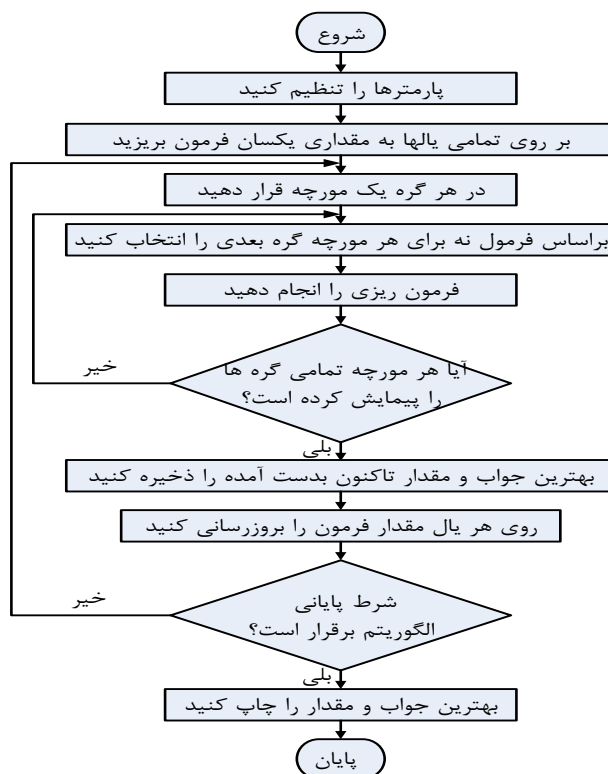 شروع
پارمترها را تنظیم کنید
بر روی تمامی یالها به مقداری یکسان فرمون بریزید
در هر گره یک مورچه قرار دهید
براساس فرمول نه برای هر مورچه گره بعدی را انتخاب کنید
فرمون ریزی را انجام دهید
آیا هر مورچه تمامی گره ها
را پیمایش کرده است؟
خیر
بلی
بهترین جواب و مقدار تاکنون بدست آمده را ذخیره کنید
روی هر یال مقدار فرمون را بروزرسانی کنید
شرط پایانی
الگوریتم برقرار است؟
خیر
بلی
بهترین جواب و مقدار را چاپ کنید
پایان